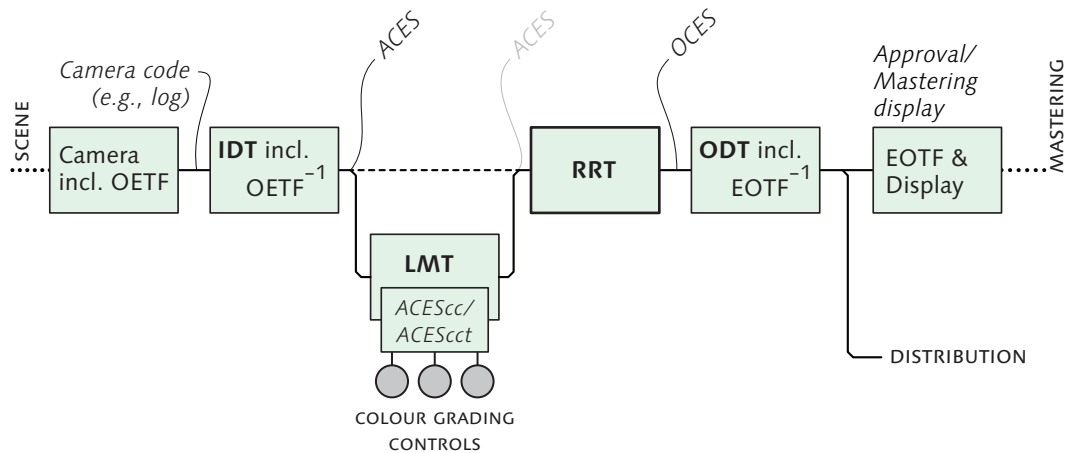 ACES
ACES
OCES
Camera code
(e.g., log)
Approval/
Mastering
display
SCENE
MASTERING
Camera
incl. OETF
IDT incl.
OETF⁻¹
RRT
ODT incl.
EOTF⁻¹
EOTF &
Display
LMT
ACEScc/
ACEScct
DISTRIBUTION
COLOUR GRADING
CONTROLS